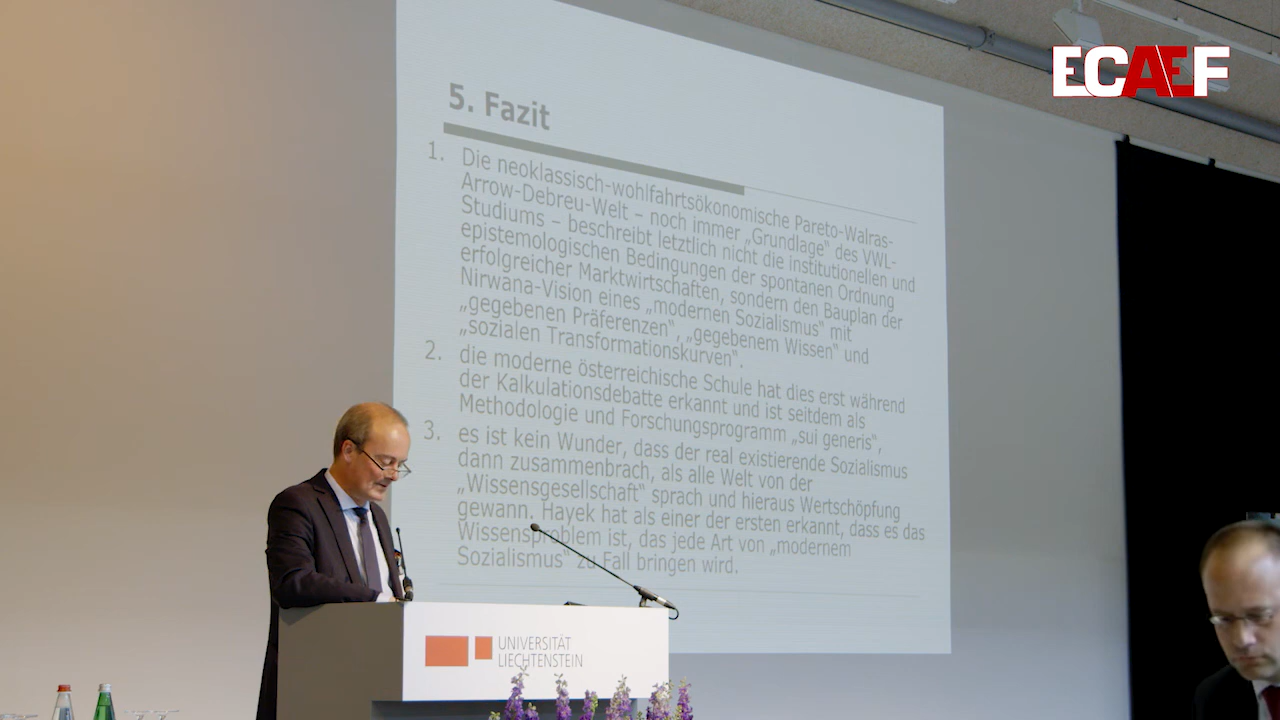 ECAEF
5. Fazit
1. Die neoklassisch-wohlfahrtsökonomische Pareto-Walras-
Arrow-Debreu-Welt – noch immer „Grundlage“ des VWL-
Studiums – beschreibt letztlich nicht die institutionellen und
epistemologischen Bedingungen der spontanen Ordnung
erfolgreicher Marktwirtschaften, sondern den Bauplan der
Nirwana-Vision eines „modernen Sozialismus“ mit
„gegebenen Präferenzen“, „gegebenem Wissen“ und
„sozialen Transformationskurven“.
2. die moderne österreichische Schule hat dies erst während
der Kalkulationsdebatte erkannt und ist seitdem als
Methodologie und Forschungsprogramm „sui generis“,
3. es ist kein Wunder, dass der real existierende Sozialismus
dann zusammenbrach, als alle Welt von der
„Wissensgesellschaft“ sprach und hieraus Wertschöpfung
gewann. Hayek hat als einer der ersten erkannt, dass es das
Wissensproblem ist, das jede Art von „modernem
Sozialismus“ zu Fall bringen wird.
UNIVERSITÄT
LIECHTENSTEIN